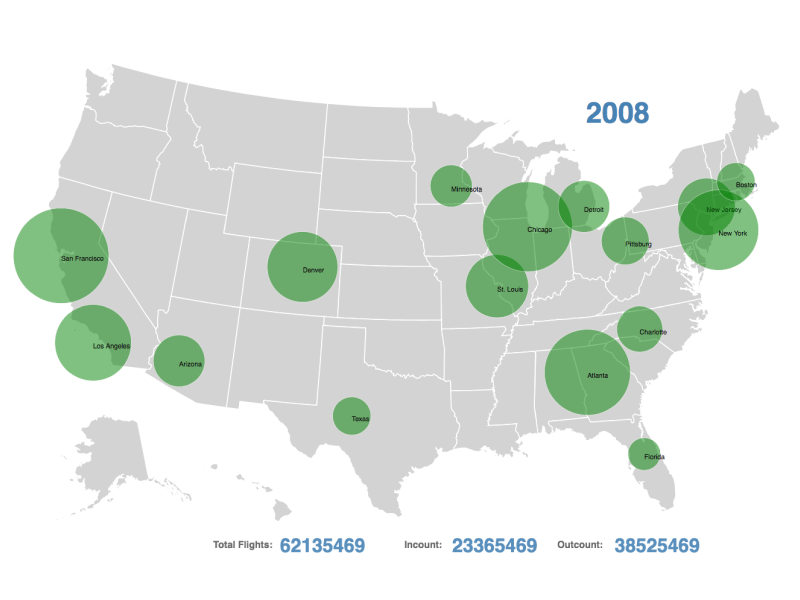 2008
Boston
Minnesota
New Jersey
Detroit
Chicago
New York
Pittsburg
San Francisco
Denver
St. Louis
Charlotte
Los Angeles
Arizona
Atlanta
Texas
Florida
Total Flights: 62135469 Incount: 23365469 Outcount: 38525469